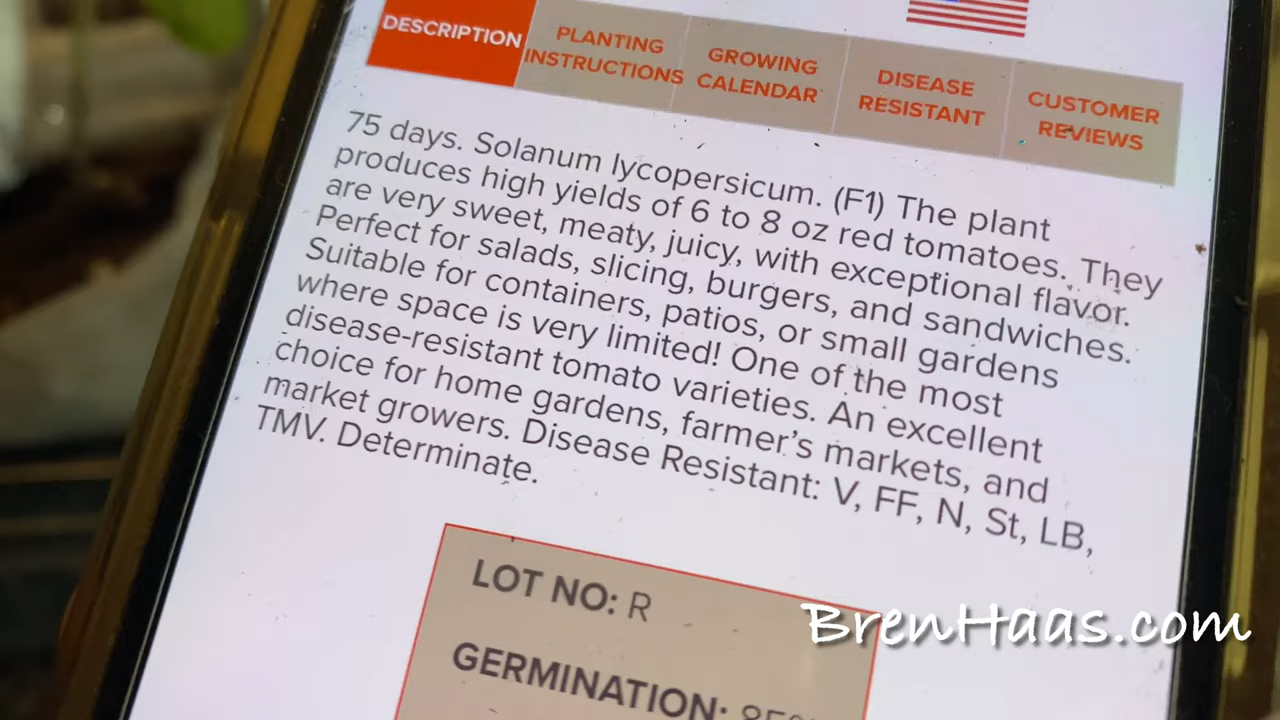 DESCRIPTION
PLANTING
INSTRUCTIONS
GROWING
CALENDAR
DISEASE
RESISTANT
CUSTOMER
REVIEWS
75 days. Solanum lycopersicum. (F1) The plant
produces high yields of 6 to 8 oz red tomatoes. They
are very sweet, meaty, juicy, with exceptional flavor.
Perfect for salads, slicing, burgers, and sandwiches.
Suitable for containers, patios, or small gardens
where space is very limited! One of the most
disease-resistant tomato varieties. An excellent
choice for home gardens, farmer's markets, and
market growers. Disease Resistant: V, FF, N, St, LB,
TMV. Determinate.
LOT NO: R
GERMINATION:
BrenHaas.com